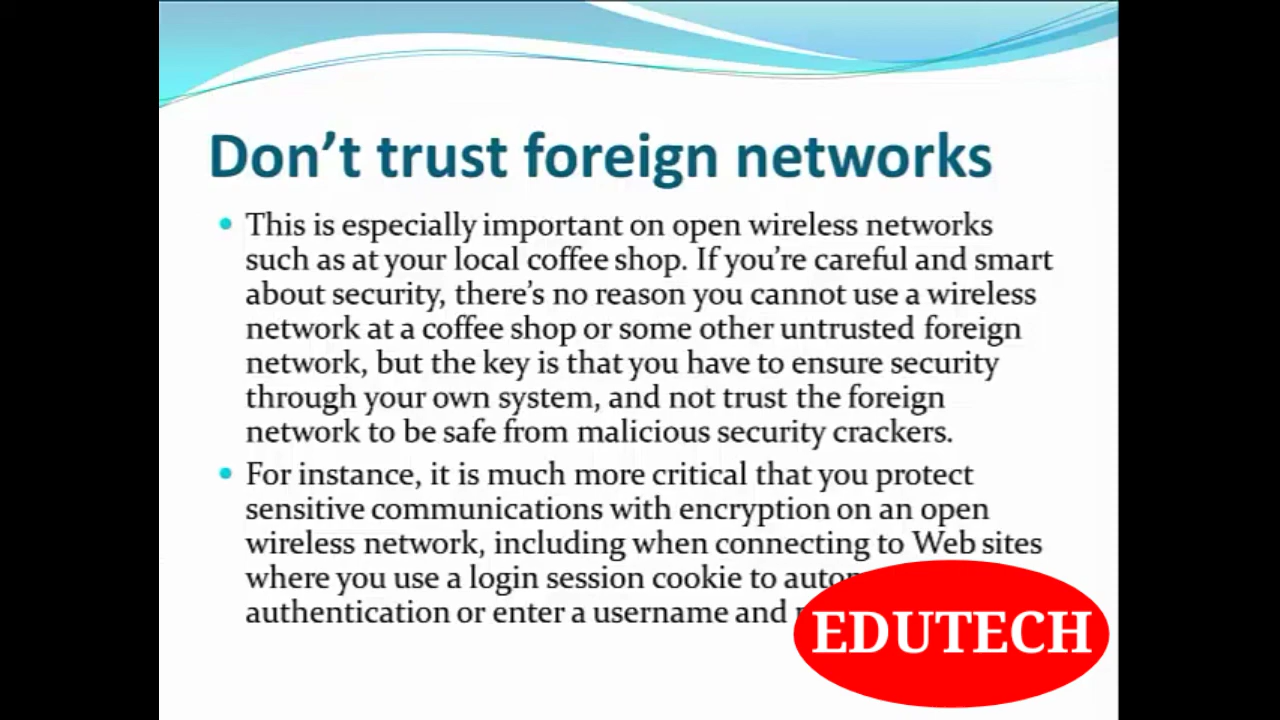 Don't trust foreign networks
This is especially important on open wireless networks
such as at your local coffee shop. If you're careful and smart
about security, there's no reason you cannot use a wireless
network at a coffee shop or some other untrusted foreign
network, but the key is that you have to ensure security
through your own system, and not trust the foreign
network to be safe from malicious security crackers.
For instance, it is much more critical that you protect
sensitive communications with encryption on an open
wireless network, including when connecting to Web sites
where you use a login session cookie to
authentication or enter a username and
EDUTECH